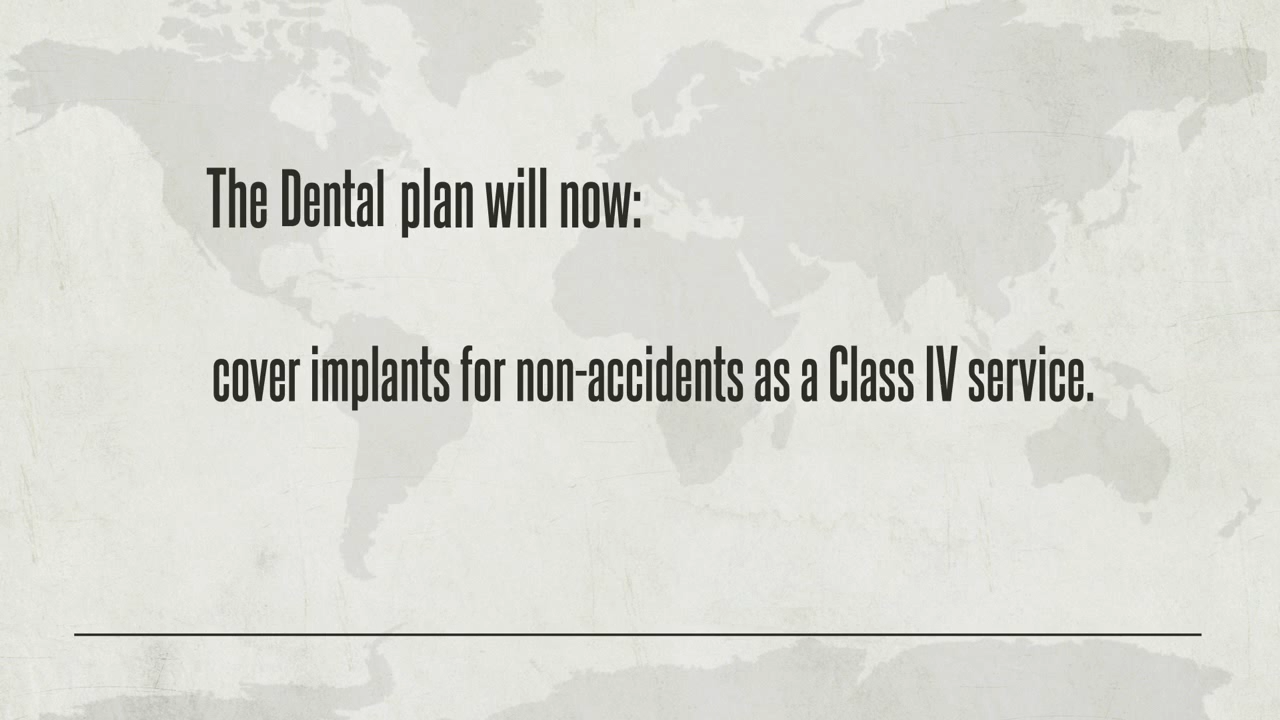 The Dental plan will now:
cover implants for non-accidents as a Class IV service.